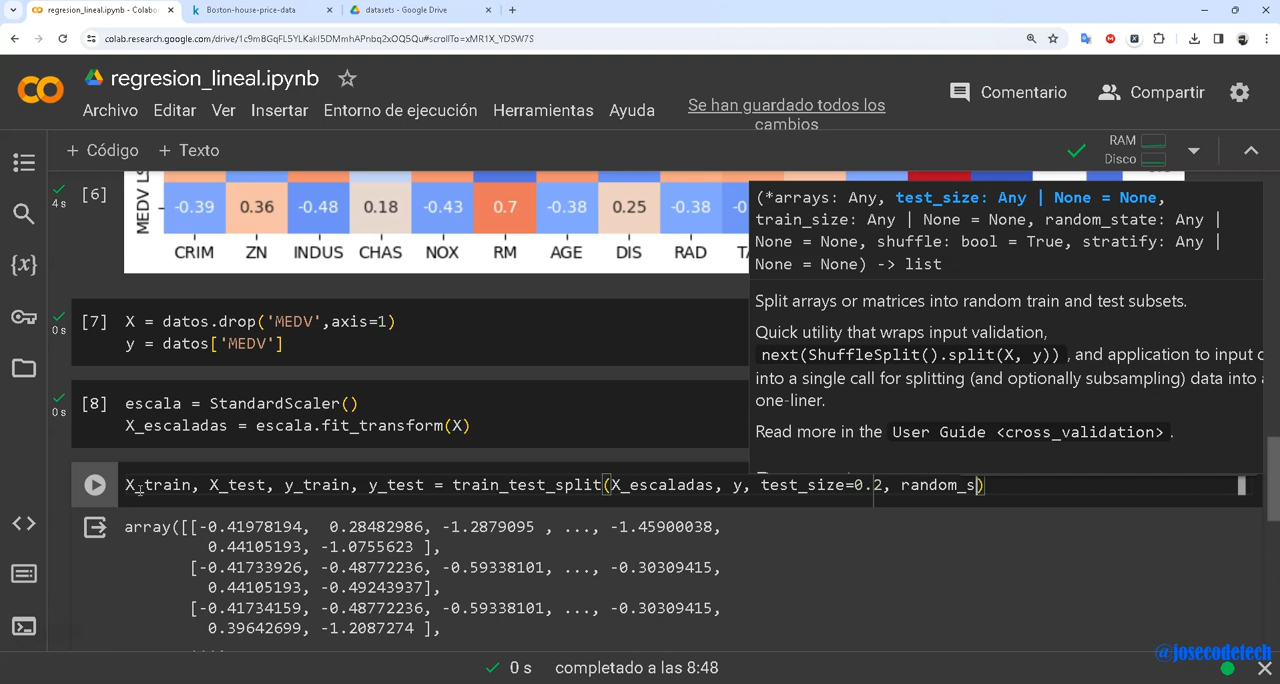 regresion_lineal.ipynb - Colabo
Boston-house-price-data
datasets - Google Drive
regresion_lineal.ipynb
Archivo Editar Ver Insertar Entorno de ejecución Herramientas Ayuda
Se han guardado todos los
cambios
Comentario
Compartir
+ Código + Texto
RAM
Disco
4s
[6]
MEDV
-0.39 0.36 -0.48 0.18 -0.43 0.7 -0.38 0.25 -0.38 -0
CRIM ZN INDUS CHAS NOX RM AGE DIS RAD TA
0s
[7]
X = datos.drop('MEDV',axis=1)
y = datos['MEDV']
0s
[8]
escala = StandardScaler()
X_escaladas = escala.fit_transform(X)
X_train, X_test, y_train, y_test = train_test_split(X_escaladas, y, test_size=0.2, random_s)
(*arrays: Any, test_size: Any | None = None,
train_size: Any | None = None, random_state: Any |
None = None, shuffle: bool = True, stratify: Any |
None = None) -> list
Split arrays or matrices into random train and test subsets.
Quick utility that wraps input validation,
next(ShuffleSplit().split(X, y)) , and application to input
into a single call for splitting (and optionally subsampling) data into
one-liner.
Read more in the User Guide <cross_validation> .
array([[-0.41978194, 0.28482986, -1.2879095 , ..., -1.45900038,
0.44105193, -1.0755623 ],
[-0.41733926, -0.48772236, -0.59338101, ..., -0.30309415,
0.44105193, -0.49243937],
[-0.41734159, -0.48772236, -0.59338101, ..., -0.30309415,
0.39642699, -1.2087274 ],
0 s completado a las 8:48
@josecodetech